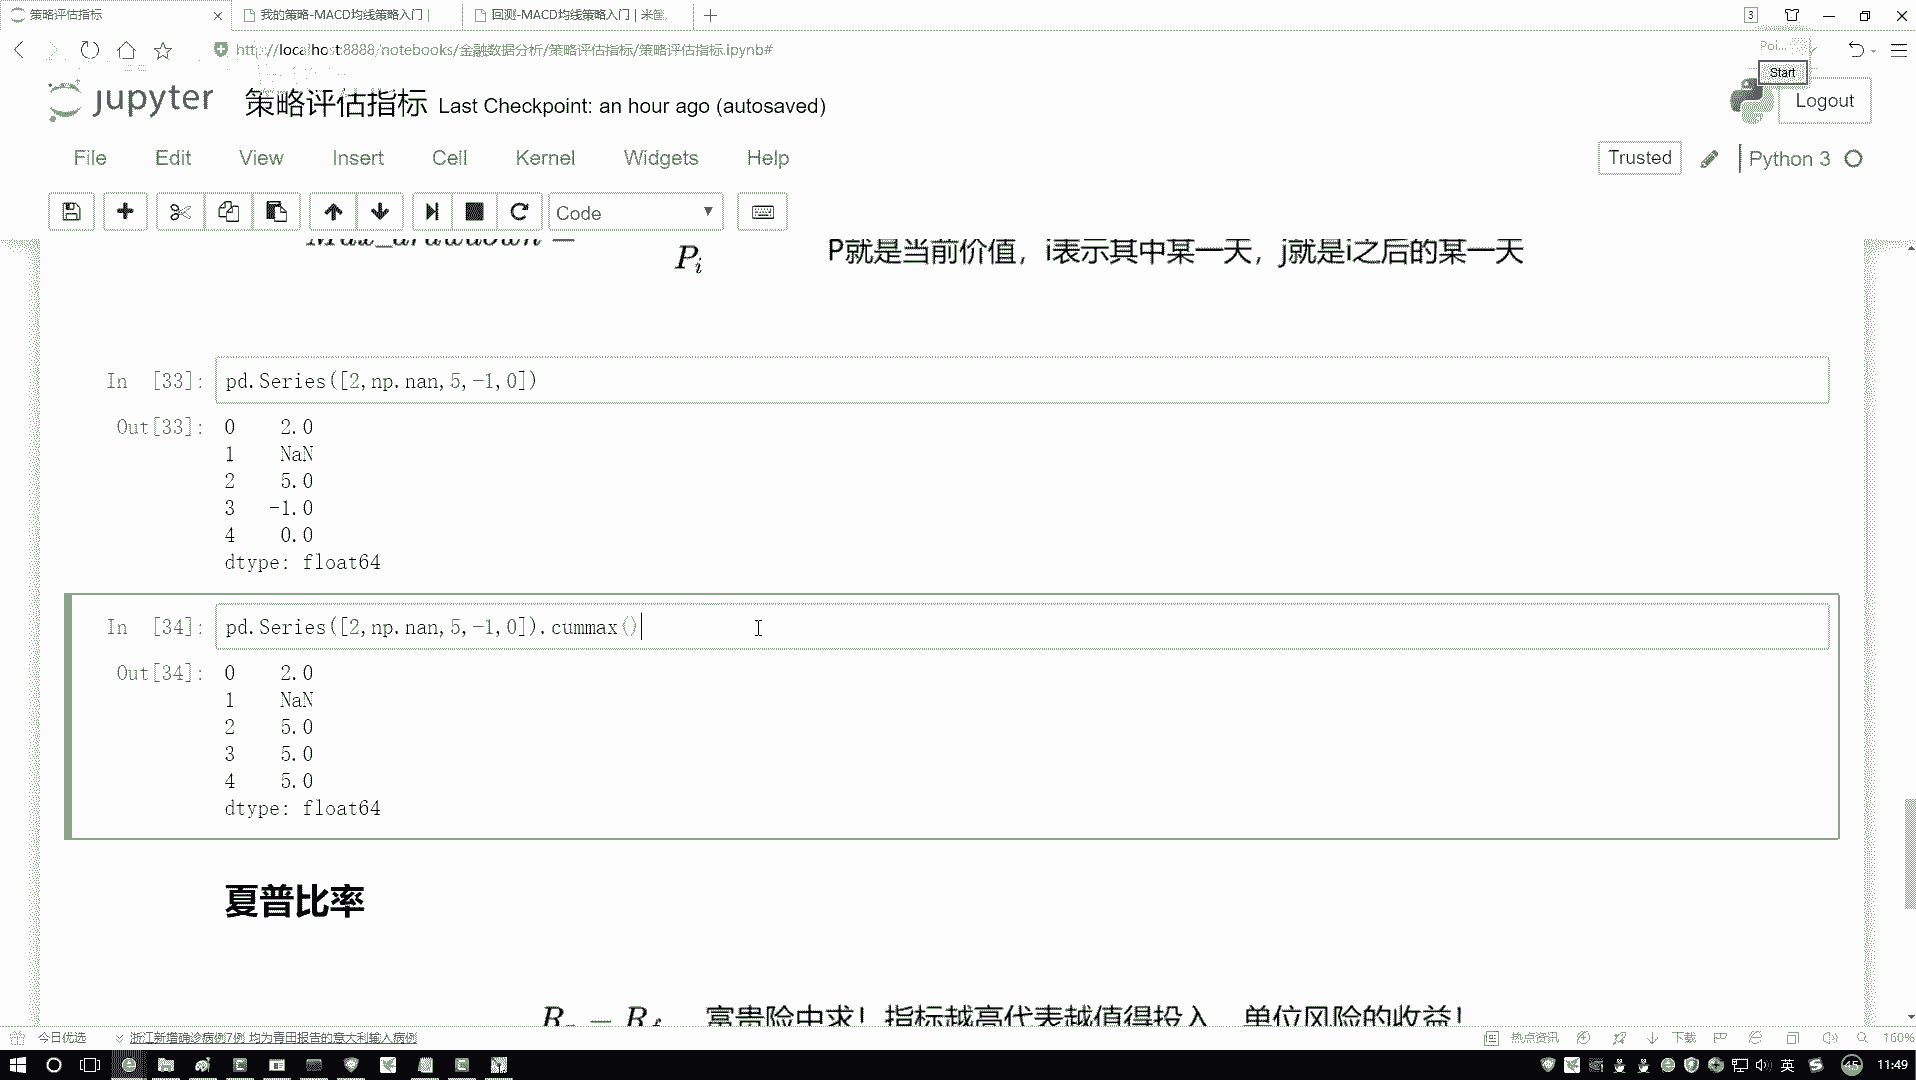 策略评估指标
我的策略-MACD均线策略入门 |
回测-MACD均线策略入门 | 米筐
3
http://localhost:8888/notebooks/金融数据分析/策略评估指标/策略评估指标.ipynb#
Poi...
Start
jupyter 策略评估指标 Last Checkpoint: an hour ago (autosaved)
Logout
File Edit View Insert Cell Kernel Widgets Help
Trusted
Python 3
Code
Max_drawdown =
P就是当前价值，i表示其中某一天，j就是i之后的某一天
Pi
In [33]: pd.Series([2,np.nan,5,-1,0])
Out[33]: 0 2.0
1 NaN
2 5.0
3 -1.0
4 0.0
dtype: float64
In [34]: pd.Series([2,np.nan,5,-1,0]).cummax()
Out[34]: 0 2.0
1 NaN
2 5.0
3 5.0
4 5.0
dtype: float64
夏普比率
富贵险中求！指标越高代表越值得投入，单位风险的收益！
今日优选
浙江新增确诊病例7例 均为青田报告的意大利输入病例
热点资讯
下载
160%
英
45
11:49